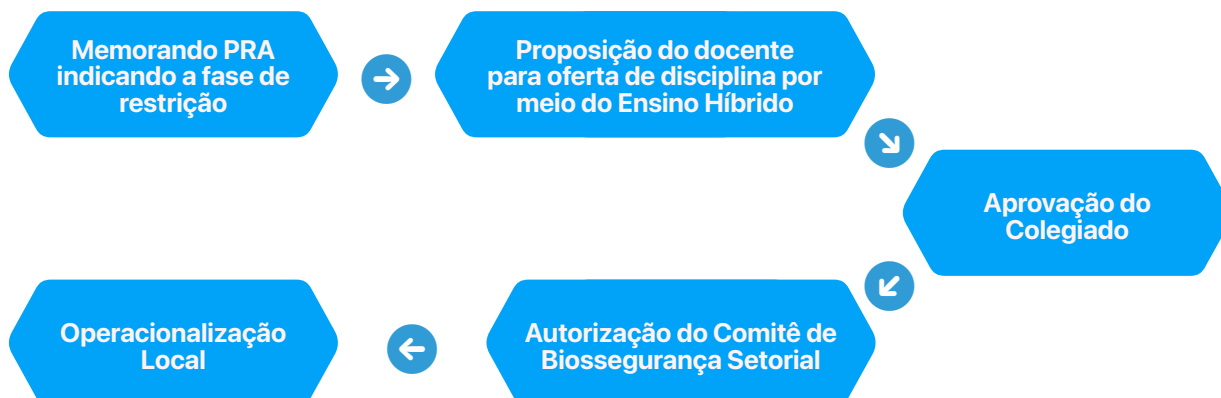 Memorando PRA
indicando a fase de
restrição
Proposição do docente
para oferta de disciplina por
meio do Ensino Híbrido
Aprovação do
Colegiado
Autorização do Comitê de
Biossegurança Setorial
Operacionalização
Local